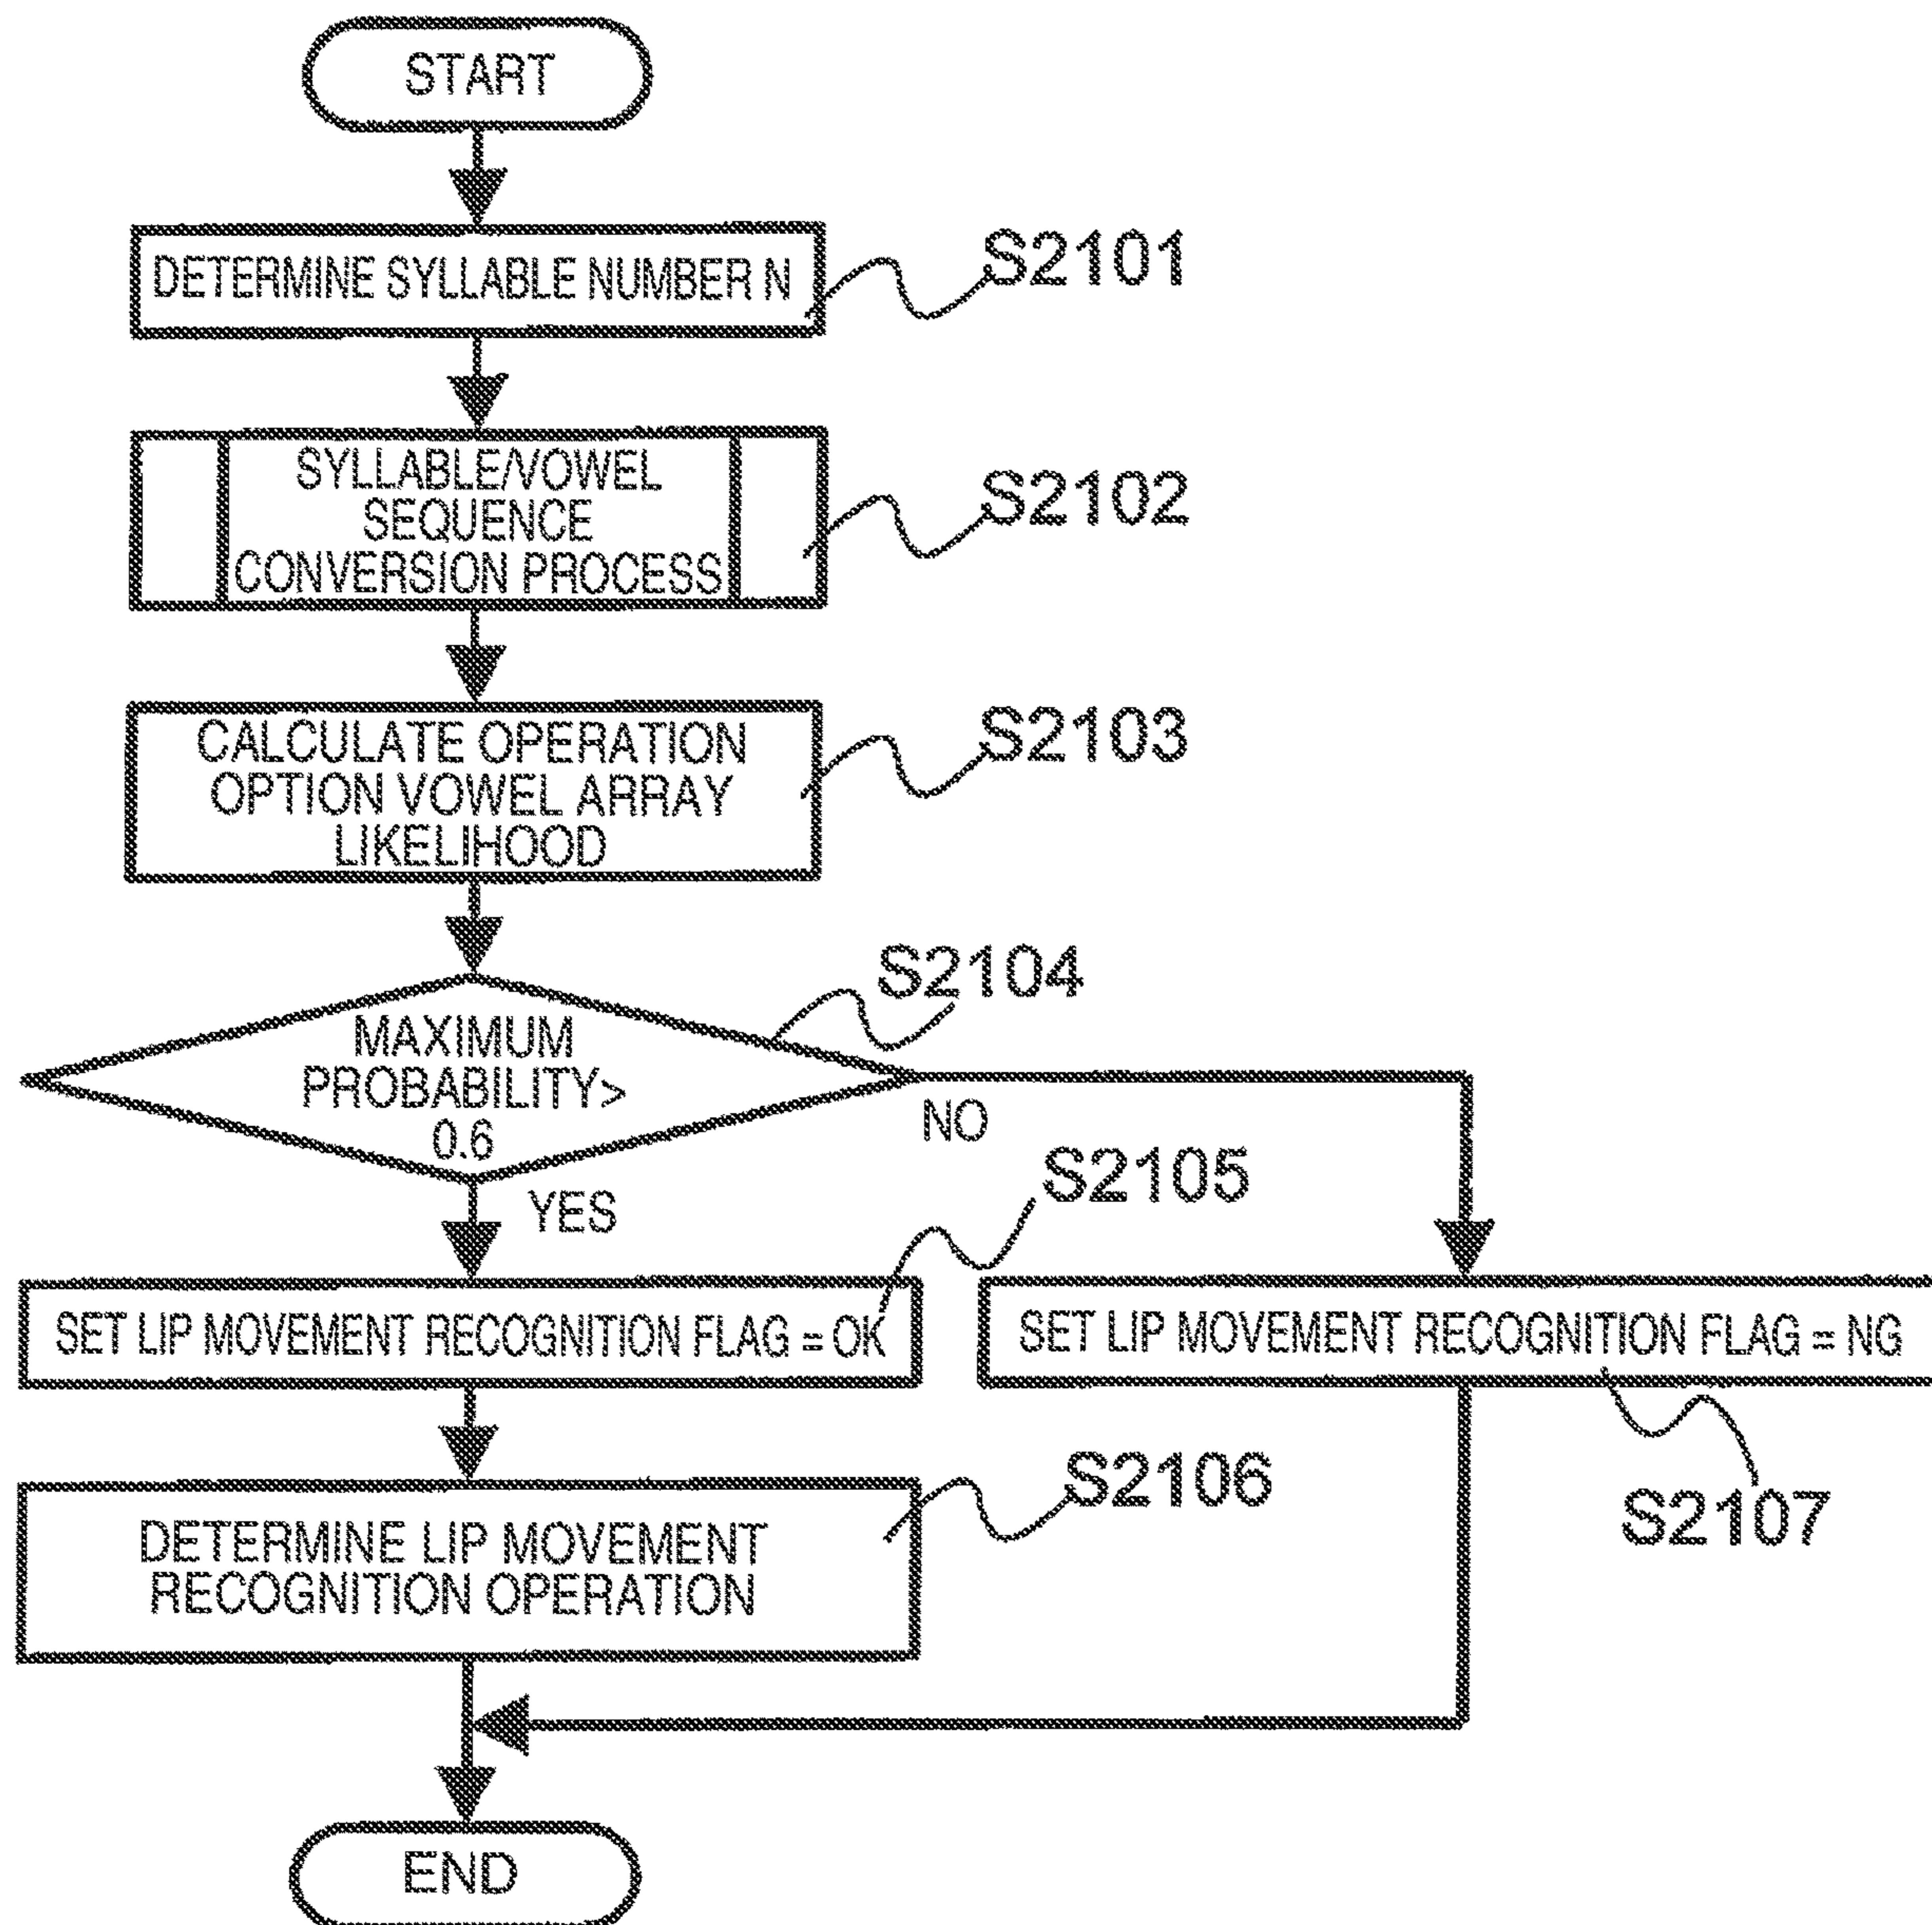 START
DETERMINE SYLLABLE NUMBER N
S2101
SYLLABLE/VOWEL
SEQUENCE
CONVERSION PROCESS
S2102
CALCULATE OPERATION
OPTION VOWEL ARRAY
LIKELIHOOD
S2103
S2104
MAXIMUM
PROBABILITY>
0.6
NO
YES
S2105
SET LIP MOVEMENT RECOGNITION FLAG = OK
SET LIP MOVEMENT RECOGNITION FLAG = NG
S2106
S2107
DETERMINE LIP MOVEMENT
RECOGNITION OPERATION
END